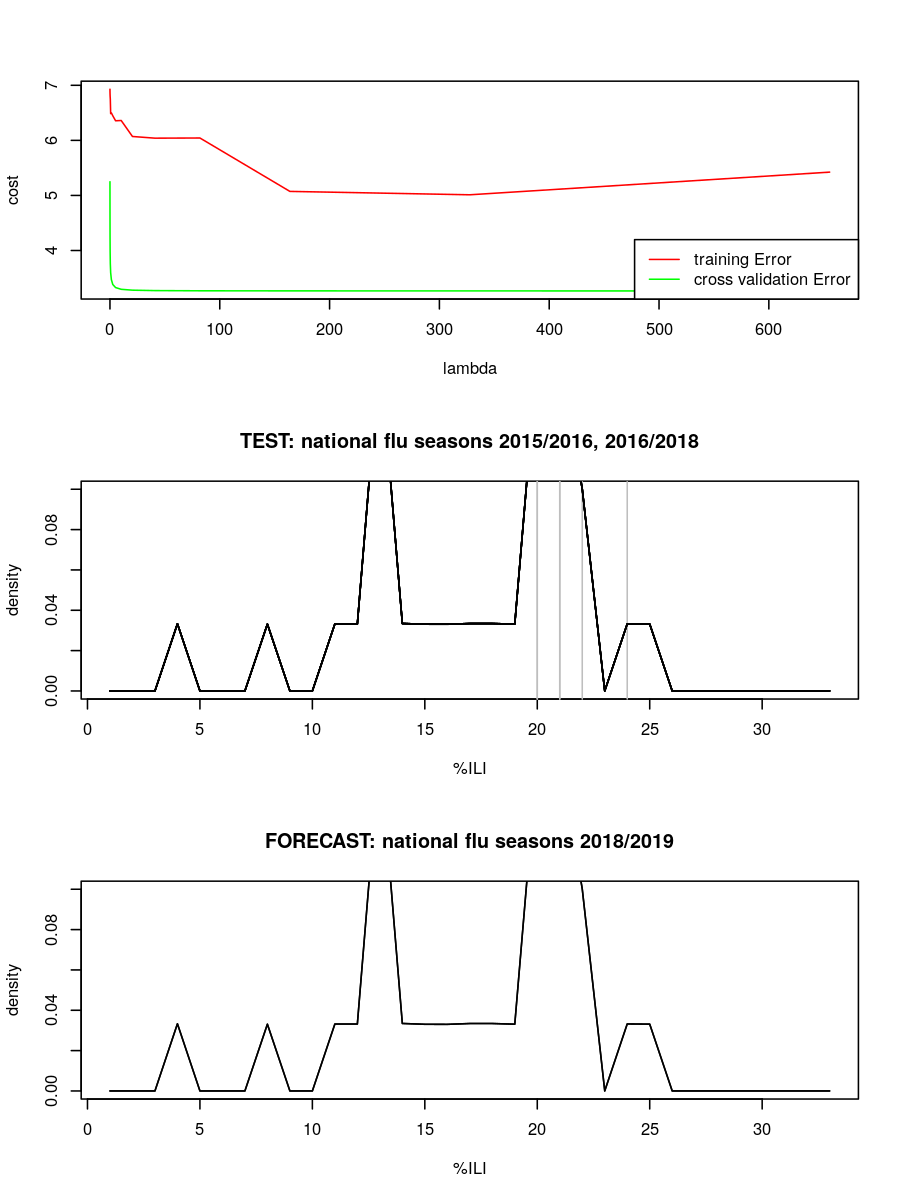 7
6
5
4
cost
training Error
cross validation Error
0 100 200 300 400 500 600
lambda
TEST: national flu seasons 2015/2016, 2016/2018
0.08
0.04
0.00
density
0 5 10 15 20 25 30
%ILI
FORECAST: national flu seasons 2018/2019
0.08
0.04
0.00
density
0 5 10 15 20 25 30
%ILI